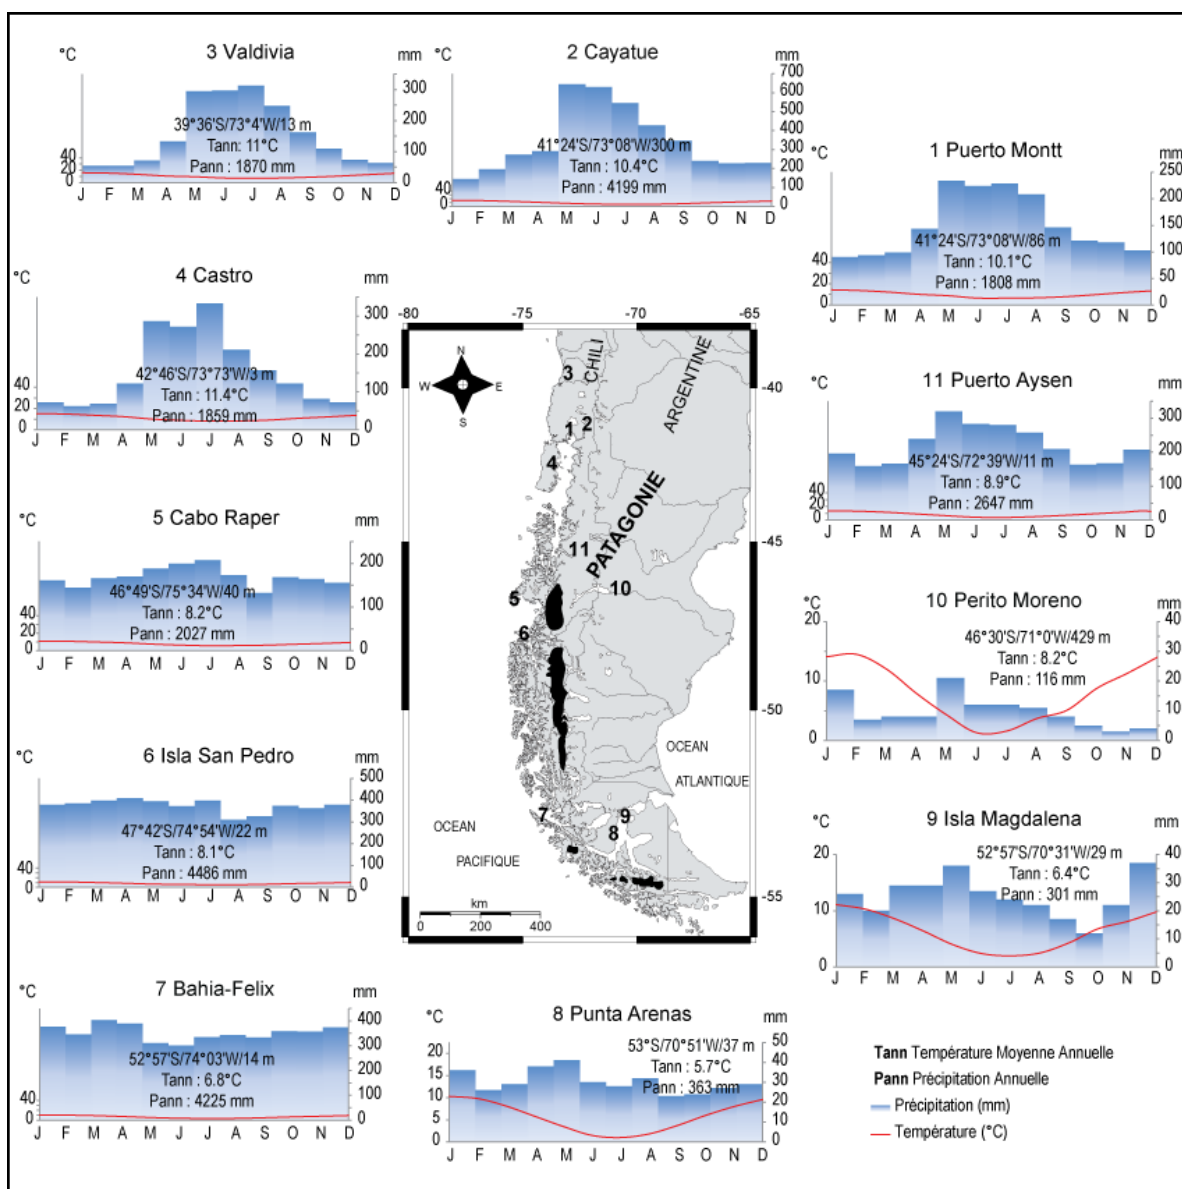 3 Valdivia
°C
mm
300
300
200
100
0
40
20
0
39°36'S/73°4'W/13 m
Tann: 11°C
Pann : 1870 mm
J F M A M J J A S O N D
2 Cayatue
°C
mm
700
600
500
400
300
200
100
0
40
0
41°24'S/73°08'W/300 m
Tann : 10.4°C
Pann : 4199 mm
J F M A M J J A S O N D
1 Puerto Montt
°C
mm
250
200
150
100
50
0
40
20
0
41°24'S/73°08'W/86 m
Tann : 10.1°C
Pann : 1808 mm
J F M A M J J A S O N D
4 Castro
°C
mm
300
300
200
100
0
40
20
0
42°46'S/73°73'W/3 m
Tann : 11.4°C
Pann : 1859 mm
J F M A M J J A S O N D
-80 -75 -70 -65
-40
-45
-50
-55
N
W E
S
CHILI
ARGENTINE
PATAGONIE
3
1
2
4
11
10
5
6
7
9
8
OCEAN
ATLANTIQUE
OCEAN
PACIFIQUE
km
0 200 400
11 Puerto Aysen
°C
mm
300
300
200
100
0
40
20
0
45°24'S/72°39'W/11 m
Tann : 8.9°C
Pann : 2647 mm
J F M A M J J A S O N D
5 Cabo Raper
°C
mm
200
100
0
40
20
0
46°49'S/75°34'W/40 m
Tann : 8.2°C
Pann : 2027 mm
J F M A M J J A S O N D
10 Perito Moreno
°C
mm
20
10
0
40
30
20
10
0
46°30'S/71°0'W/429 m
Tann : 8.2°C
Pann : 116 mm
J F M A M J J A S O N D
6 Isla San Pedro
°C
mm
500
400
300
200
100
0
40
20
0
47°42'S/74°54'W/22 m
Tann : 8.1°C
Pann : 4486 mm
J F M A M J J A S O N D
9 Isla Magdalena
°C
mm
20
10
0
40
30
20
10
0
52°57'S/70°31'W/29 m
Tann : 6.4°C
Pann : 301 mm
J F M A M J J A S O N D
7 Bahia-Felix
°C
mm
400
300
200
100
0
40
20
0
52°57'S/74°03'W/14 m
Tann : 6.8°C
Pann : 4225 mm
J F M A M J J A S O N D
8 Punta Arenas
°C
mm
20
15
10
5
0
50
40
30
20
10
0
53°S/70°51'W/37 m
Tann : 5.7°C
Pann : 363 mm
J F M A M J J A S O N D
Tann Température Moyenne Annuelle
Pann Précipitation Annuelle
Précipitation (mm)
Température (°C)